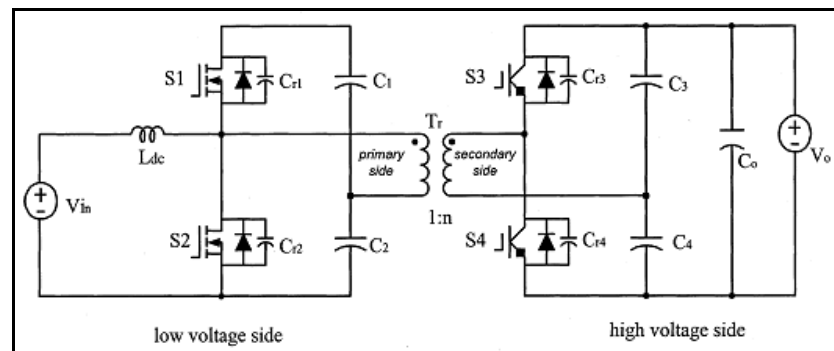 S1
Cr1
C1
S3
Cr3
C3
Tr
Ldc
primary side
secondary side
Co
Vo
Vin
1:n
S2
Cr2
C2
S4
Cr4
C4
low voltage side
high voltage side